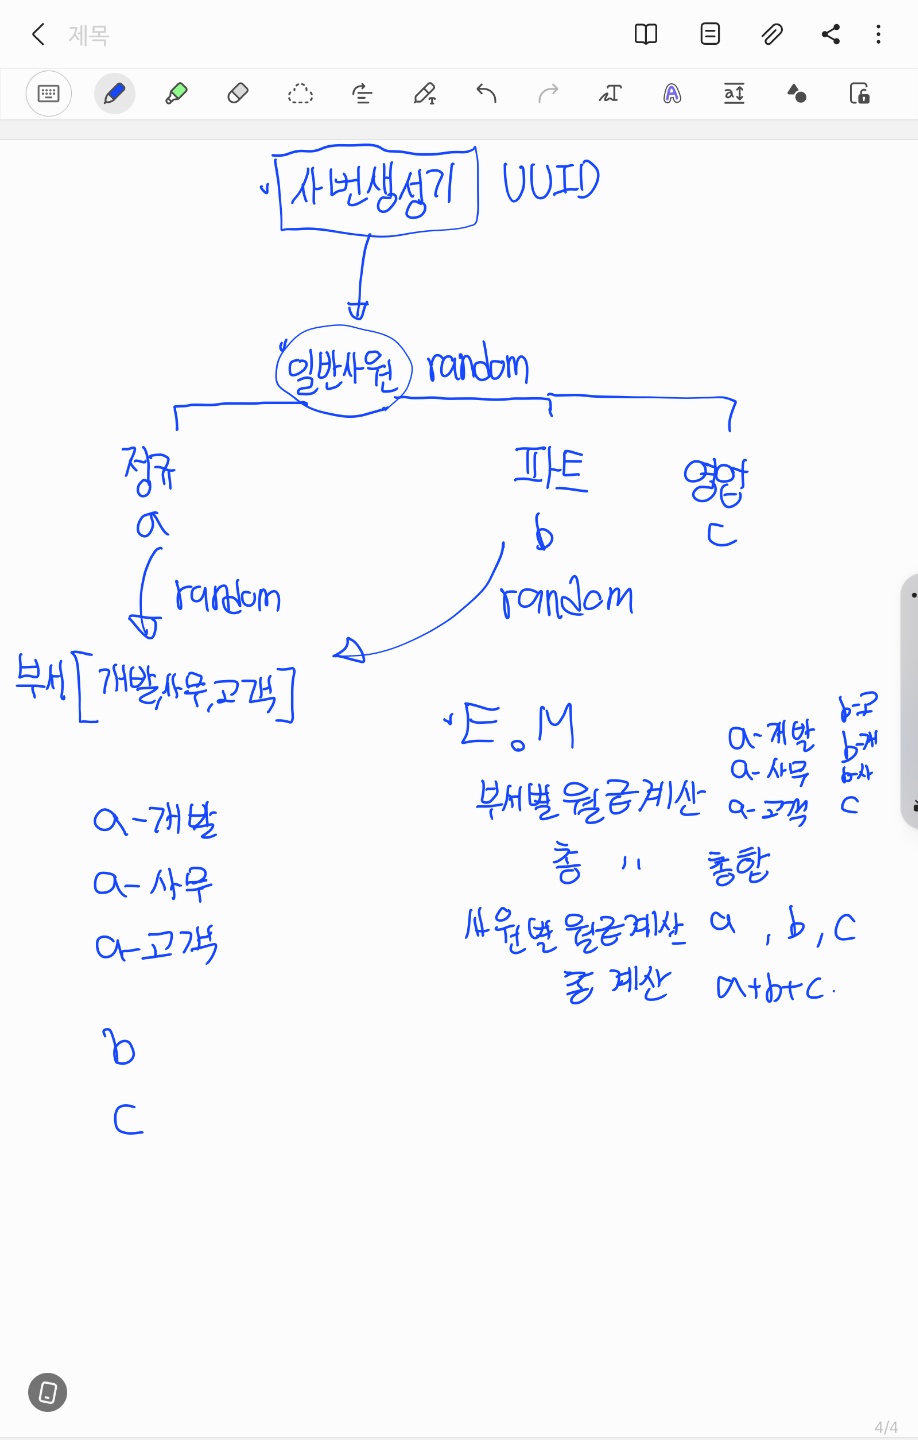 제목
사번생성기 UUID
일반사원 random
정규 파트 영업
a b c
random random
부서[개발,사무,고객]
E.M
a-개발
a-사무
a-고객
b-고
b-개
b-사
c
부서별 월급계산
총 〃 통합
사원별 월급계산 a, b, c
총 계산 a+b+c.
a-개발
a-사무
a-고객
b
c
4/4